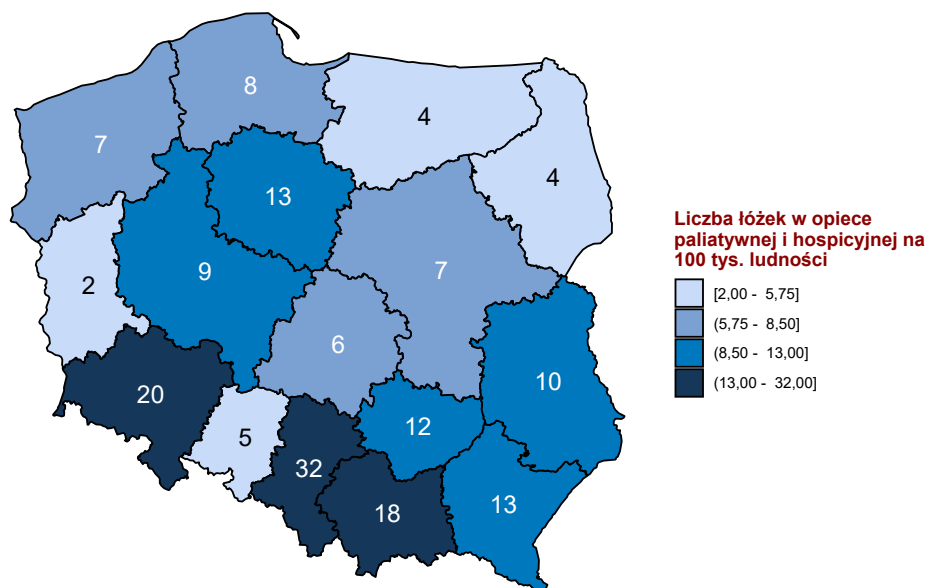 8
4
7
4
13
9
7
2
6
10
20
12
5
32
13
18
Liczba łóżek w opiece
paliatywnej i hospicyjnej na
100 tys. ludności
[2,00 - 5,75]
(5,75 - 8,50]
(8,50 - 13,00]
(13,00 - 32,00]